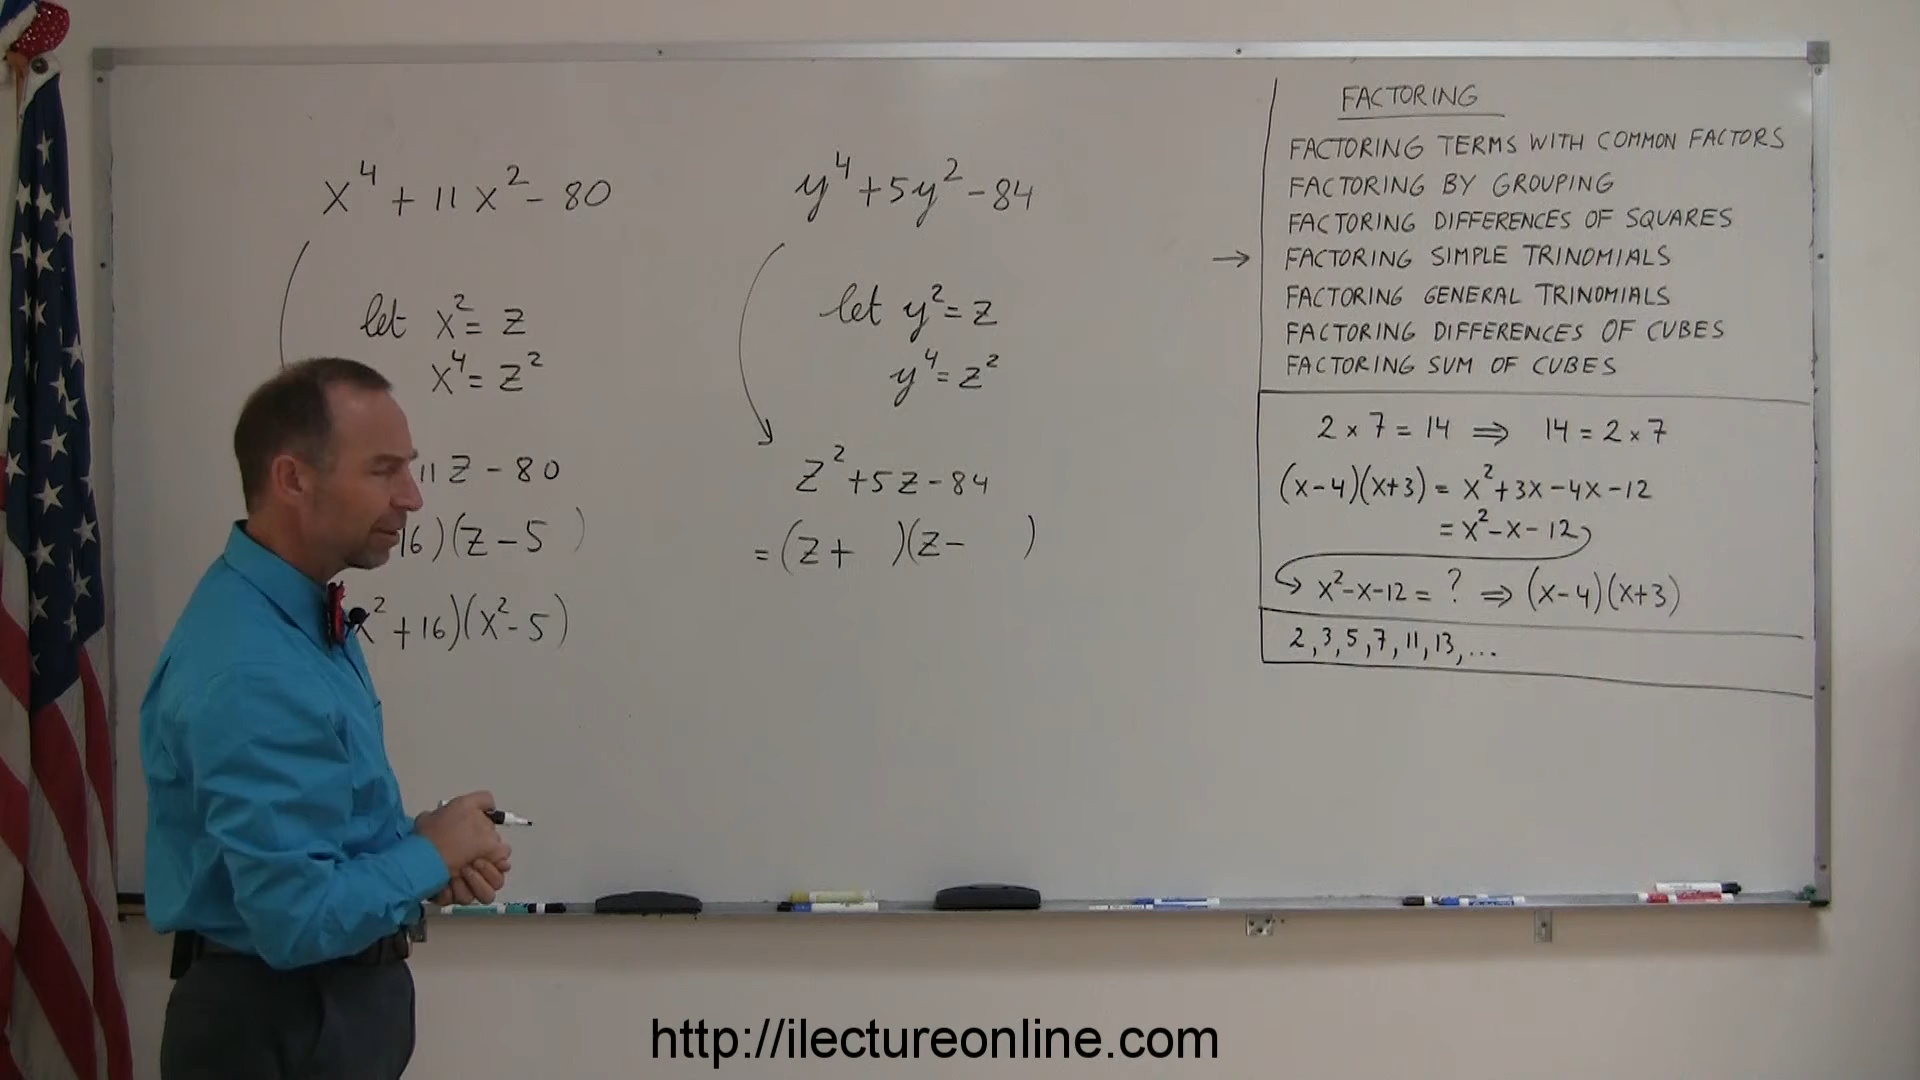 x⁴ + 11x² - 80
let x² = z
x⁴ = z²
11z - 80
16)(z - 5 )
x² + 16)(x² - 5)
y⁴ + 5y² - 84
let y² = z
y⁴ = z²
z² + 5z - 84
= (z + )(z - )
FACTORING
FACTORING TERMS WITH COMMON FACTORS
FACTORING BY GROUPING
FACTORING DIFFERENCES OF SQUARES
→ FACTORING SIMPLE TRINOMIALS
FACTORING GENERAL TRINOMIALS
FACTORING DIFFERENCES OF CUBES
FACTORING SUM OF CUBES
2 × 7 = 14 ⇒ 14 = 2 × 7
(x-4)(x+3) = x² + 3x - 4x - 12
= x² - x - 12
x² - x - 12 = ? ⇒ (x-4)(x+3)
2, 3, 5, 7, 11, 13, ...
http://ilectureonline.com